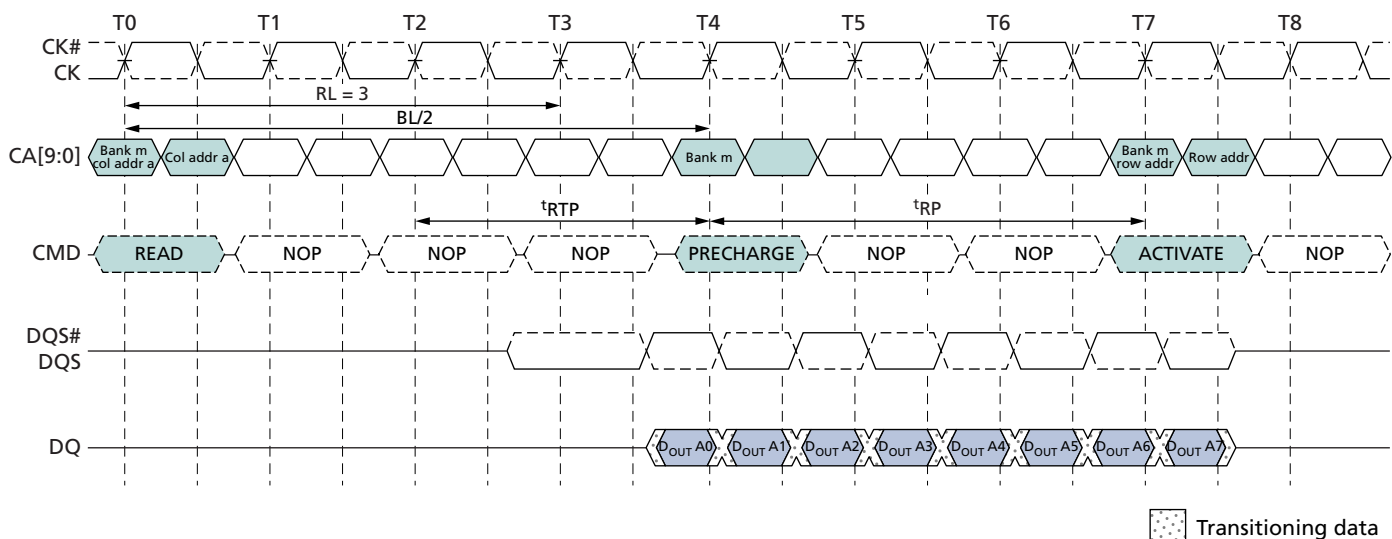 T0 T1 T2 T3 T4 T5 T6 T7 T8
CK#
CK
RL = 3
BL/2
CA[9:0]
Bank m
col addr a
Col addr a
Bank m
Bank m
row addr
Row addr
tRTP
tRP
CMD
READ NOP NOP NOP PRECHARGE NOP NOP ACTIVATE NOP
DQS#
DQS
DQ
DOUT A0 DOUT A1 DOUT A2 DOUT A3 DOUT A4 DOUT A5 DOUT A6 DOUT A7
Transitioning data